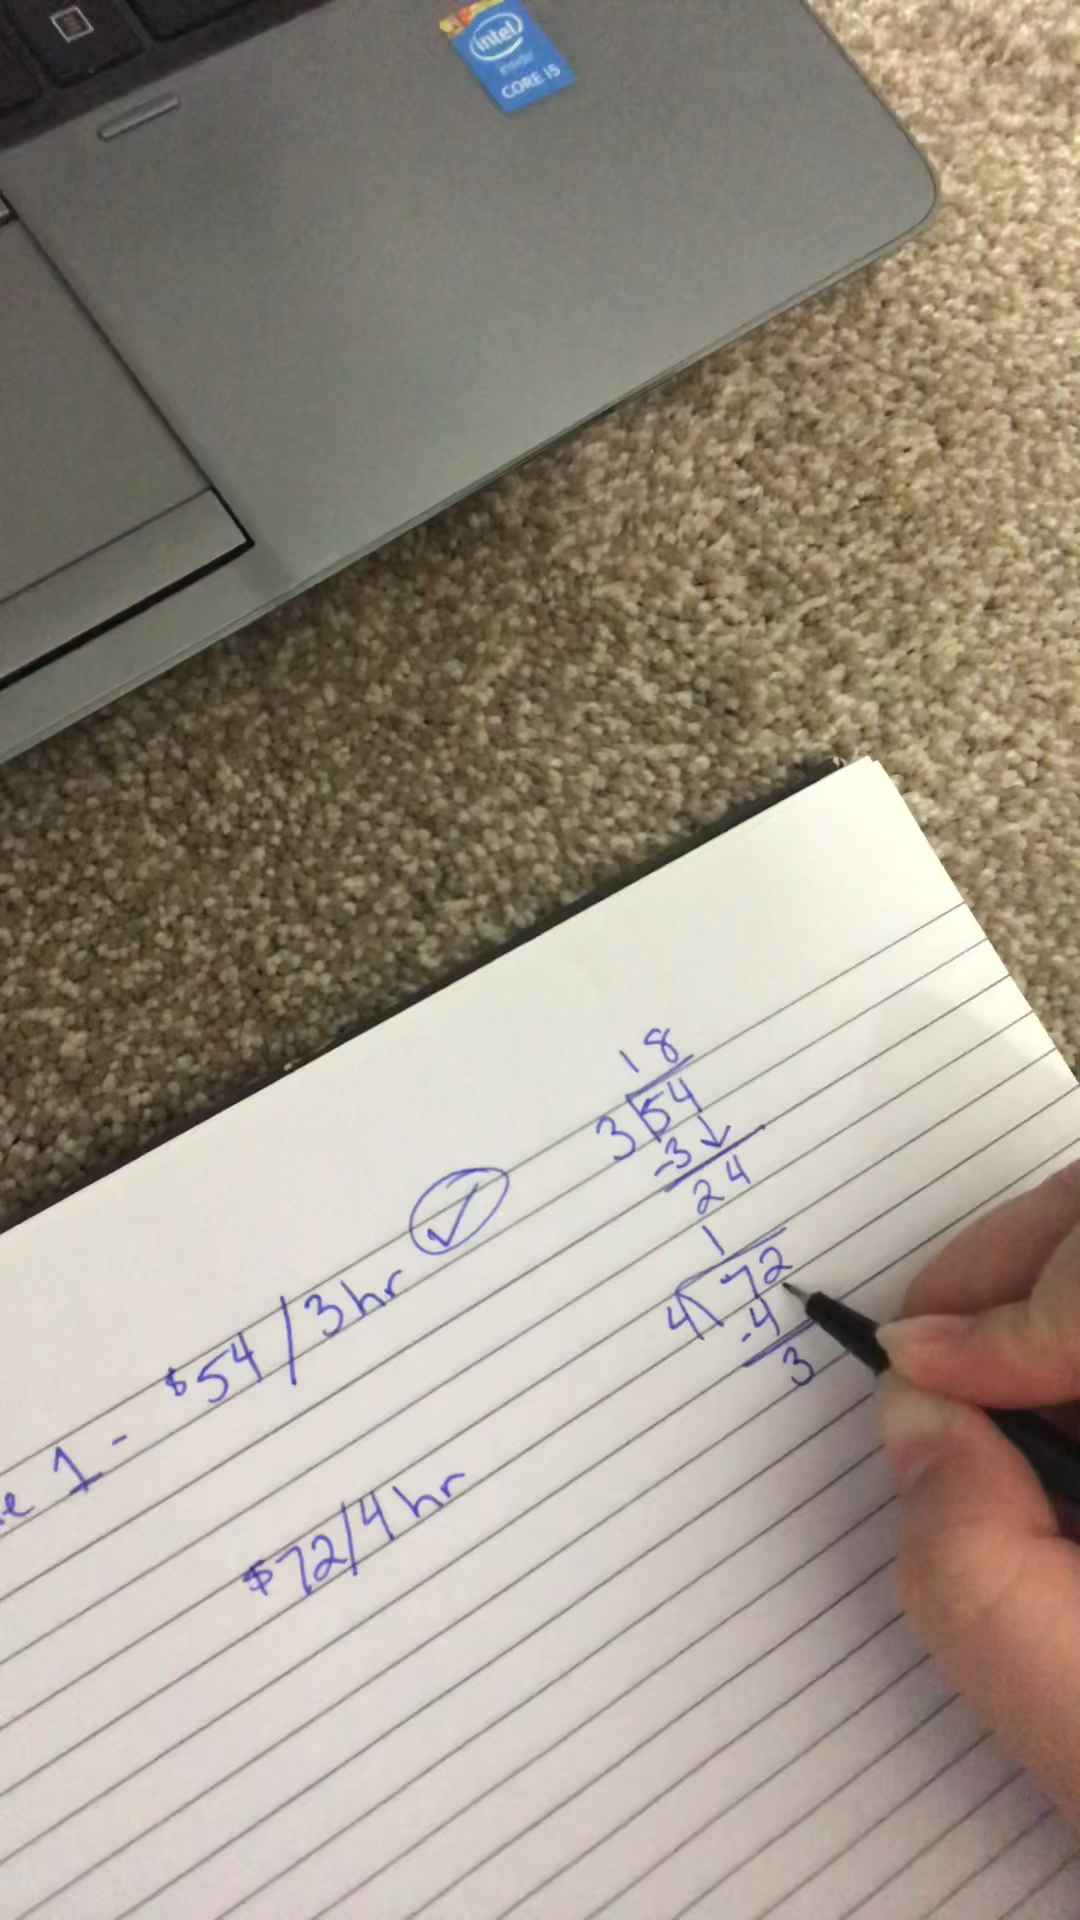 intel
inside
CORE i5
18
3 54
-3
24
1 - $54/3hr ✓
1
4 72
-4
3
$72/4hr